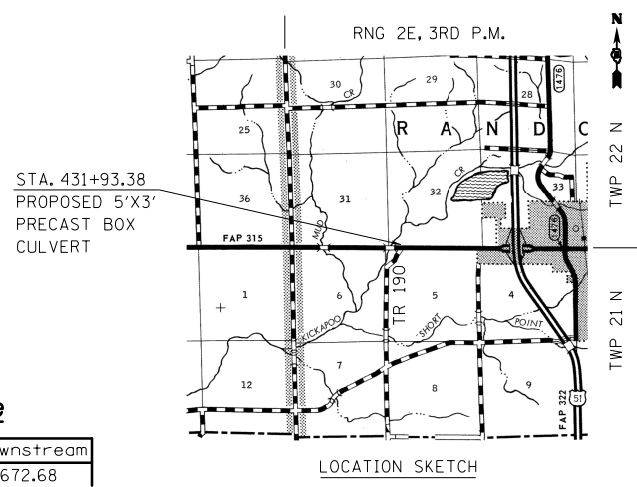 RNG 2E, 3RD P.M.
N
30
CR
29
28
1476
25
R A N D
TWP 22 N
CR
STA. 431+93.38
PROPOSED 5'X3'
PRECAST BOX
CULVERT
36
31
32
33
MUD
1476
FAP 315
TR 190
1
6
5
4
KICKAPOO
SHORT
POINT
TWP 21 N
7
12
8
9
FAP 322
51
wnstream
672.68
LOCATION SKETCH